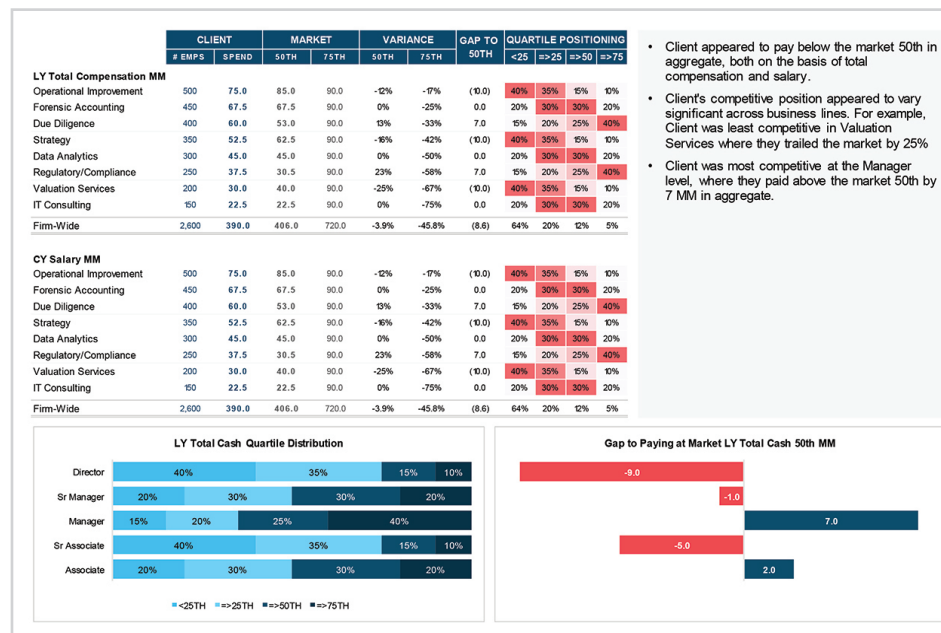 CLIENT MARKET VARIANCE GAP TO 50TH QUARTILE POSITIONING
# EMPS SPEND 50TH 75TH 50TH 75TH <25 =>25 =>50 =>75
LY Total Compensation MM
Operational Improvement 500 75.0 85.0 90.0 -12% -17% (10.0) 40% 35% 15% 10%
Forensic Accounting 450 67.5 67.5 90.0 0% -25% 0.0 20% 30% 30% 20%
Due Diligence 400 60.0 53.0 90.0 13% -33% 7.0 15% 20% 25% 40%
Strategy 350 52.5 62.5 90.0 -16% -42% (10.0) 40% 35% 15% 10%
Data Analytics 300 45.0 45.0 90.0 0% -50% 0.0 20% 30% 30% 20%
Regulatory/Compliance 250 37.5 30.5 90.0 23% -58% 7.0 15% 20% 25% 40%
Valuation Services 200 30.0 40.0 90.0 -25% -67% (10.0) 40% 35% 15% 10%
IT Consulting 150 22.5 22.5 90.0 0% -75% 0.0 20% 30% 30% 20%
Firm-Wide 2,600 390.0 406.0 720.0 -3.9% -45.8% (8.6) 64% 20% 12% 5%
CY Salary MM
Operational Improvement 500 75.0 85.0 90.0 -12% -17% (10.0) 40% 35% 15% 10%
Forensic Accounting 450 67.5 67.5 90.0 0% -25% 0.0 20% 30% 30% 20%
Due Diligence 400 60.0 53.0 90.0 13% -33% 7.0 15% 20% 25% 40%
Strategy 350 52.5 62.5 90.0 -16% -42% (10.0) 40% 35% 15% 10%
Data Analytics 300 45.0 45.0 90.0 0% -50% 0.0 20% 30% 30% 20%
Regulatory/Compliance 250 37.5 30.5 90.0 23% -58% 7.0 15% 20% 25% 40%
Valuation Services 200 30.0 40.0 90.0 -25% -67% (10.0) 40% 35% 15% 10%
IT Consulting 150 22.5 22.5 90.0 0% -75% 0.0 20% 30% 30% 20%
Firm-Wide 2,600 390.0 406.0 720.0 -3.9% -45.8% (8.6) 64% 20% 12% 5%
• Client appeared to pay below the market 50th in
aggregate, both on the basis of total
compensation and salary.
• Client's competitive position appeared to vary
significant across business lines. For example,
Client was least competitive in Valuation
Services where they trailed the market by 25%
• Client was most competitive at the Manager
level, where they paid above the market 50th by
7 MM in aggregate.
LY Total Cash Quartile Distribution
Director 40% 35% 15% 10%
Sr Manager 20% 30% 30% 20%
Manager 15% 20% 25% 40%
Sr Associate 40% 35% 15% 10%
Associate 20% 30% 30% 20%
<25TH =>25TH =>50TH =>75TH
Gap to Paying at Market LY Total Cash 50th MM
-9.0
-1.0
7.0
-5.0
2.0